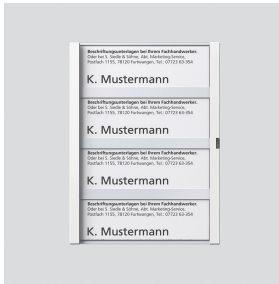 Beschriftungsunterlagen bei Ihrem Fachhandwerker.
Oder bei S. Siedle & Söhne, Abt. Marketing-Service,
Postfach 1155, 78120 Furtwangen, Tel.: 07723 63-354
K. Mustermann
Beschriftungsunterlagen bei Ihrem Fachhandwerker.
Oder bei S. Siedle & Söhne, Abt. Marketing-Service,
Postfach 1155, 78120 Furtwangen, Tel.: 07723 63-354
K. Mustermann
Beschriftungsunterlagen bei Ihrem Fachhandwerker.
Oder bei S. Siedle & Söhne, Abt. Marketing-Service,
Postfach 1155, 78120 Furtwangen, Tel.: 07723 63-354
K. Mustermann
Beschriftungsunterlagen bei Ihrem Fachhandwerker.
Oder bei S. Siedle & Söhne, Abt. Marketing-Service,
Postfach 1155, 78120 Furtwangen, Tel.: 07723 63-354
K. Mustermann